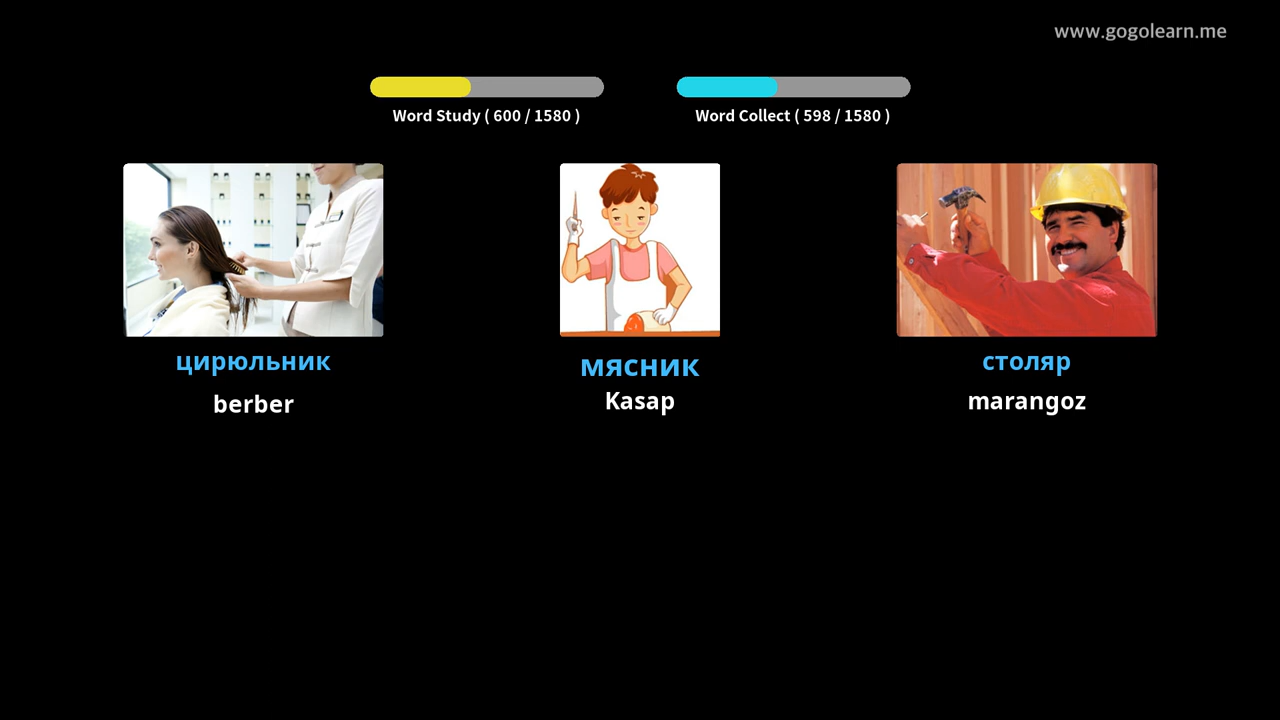 www.gogolearn.me
Word Study ( 600 / 1580 )
Word Collect ( 598 / 1580 )
цирюльник
berber
мясник
Kasap
столяр
marangoz